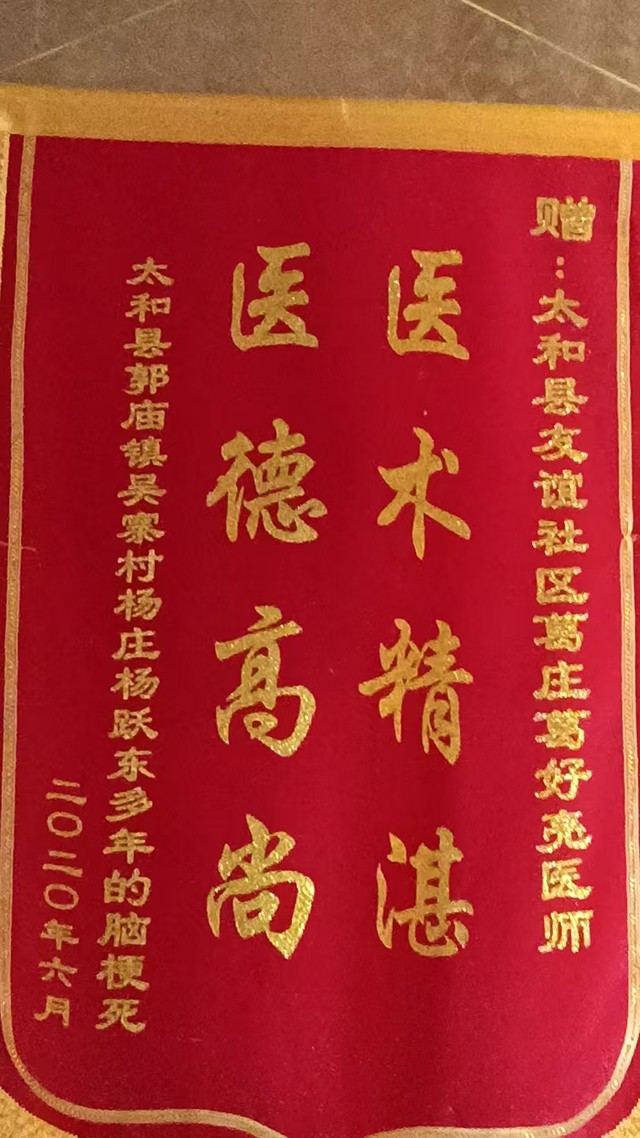 赠：太和县友谊社区葛庄葛好亮医师
医术精湛
医德高尚
太和县郭庙镇吴寨村杨庄杨跃东多年的脑梗死
二〇二〇年六月